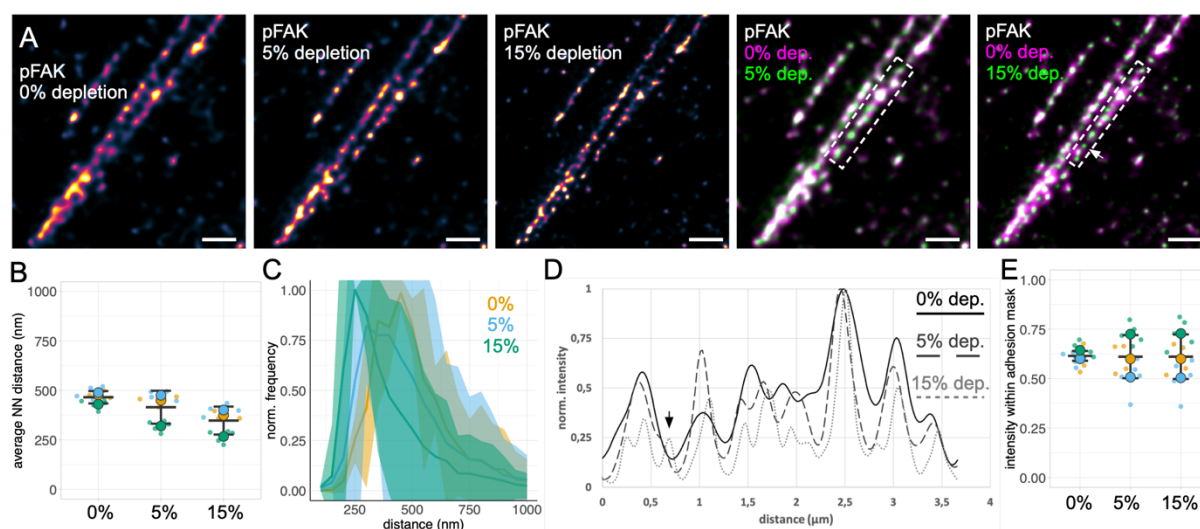 A
pFAK
0% depletion
pFAK
5% depletion
pFAK
15% depletion
pFAK
0% dep.
5% dep.
pFAK
0% dep.
15% dep.
B
average NN distance (nm)
1000
750
500
250
0
0%
5%
15%
C
norm. frequency
1.00
0.75
0.50
0.25
0.00
0%
5%
15%
250
500
750
1000
distance (nm)
D
norm. intensity
1
0,75
0,5
0,25
0
0% dep.
5% dep.
15% dep.
0
0,5
1
1,5
2
2,5
3
3,5
4
distance (µm)
E
intensity within adhesion mask
1.00
0.75
0.50
0.25
0.00
0%
5%
15%